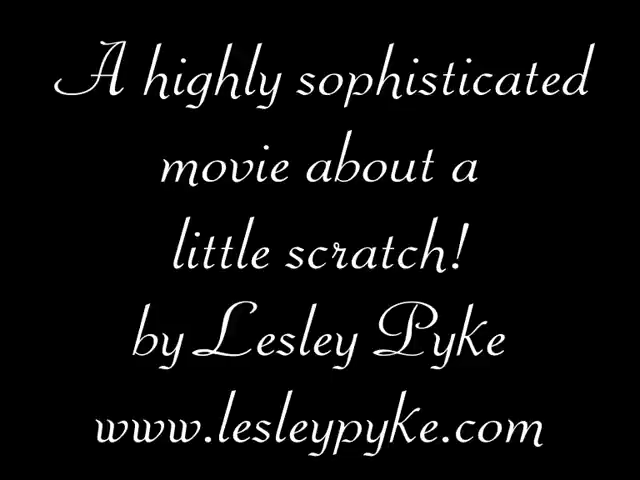 A highly sophisticated
movie about a
little scratch!
by Lesley Pyke
www.lesleypyke.com